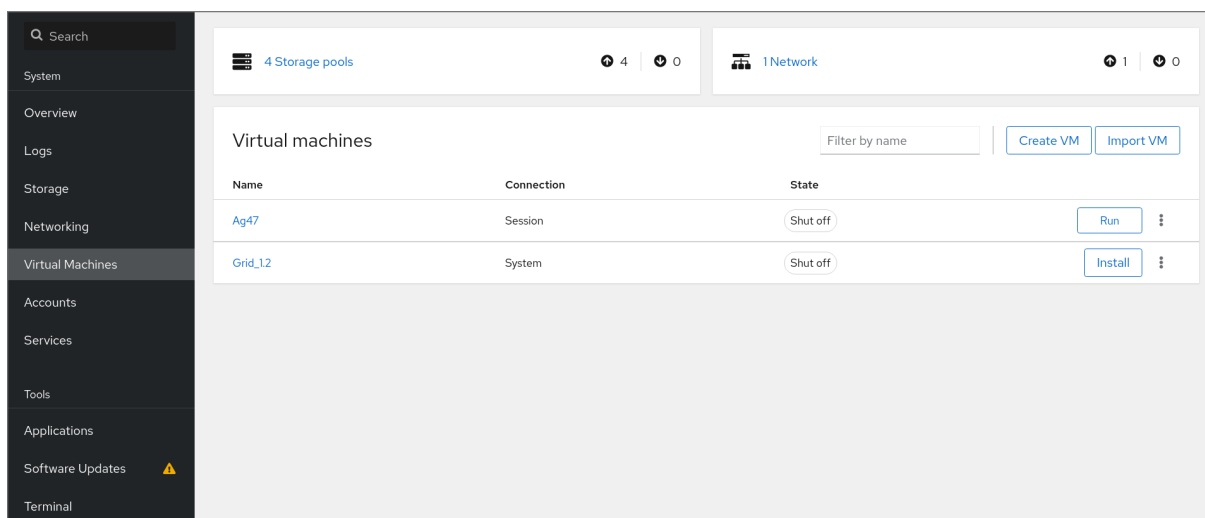 Search
System
Overview
Logs
Storage
Networking
Virtual Machines
Accounts
Services
Tools
Applications
Software Updates
Terminal
4 Storage pools 4 0
1 Network 1 0
Virtual machines Filter by name Create VM Import VM
Name Connection State
Ag47 Session Shut off Run
Grid_1.2 System Shut off Install